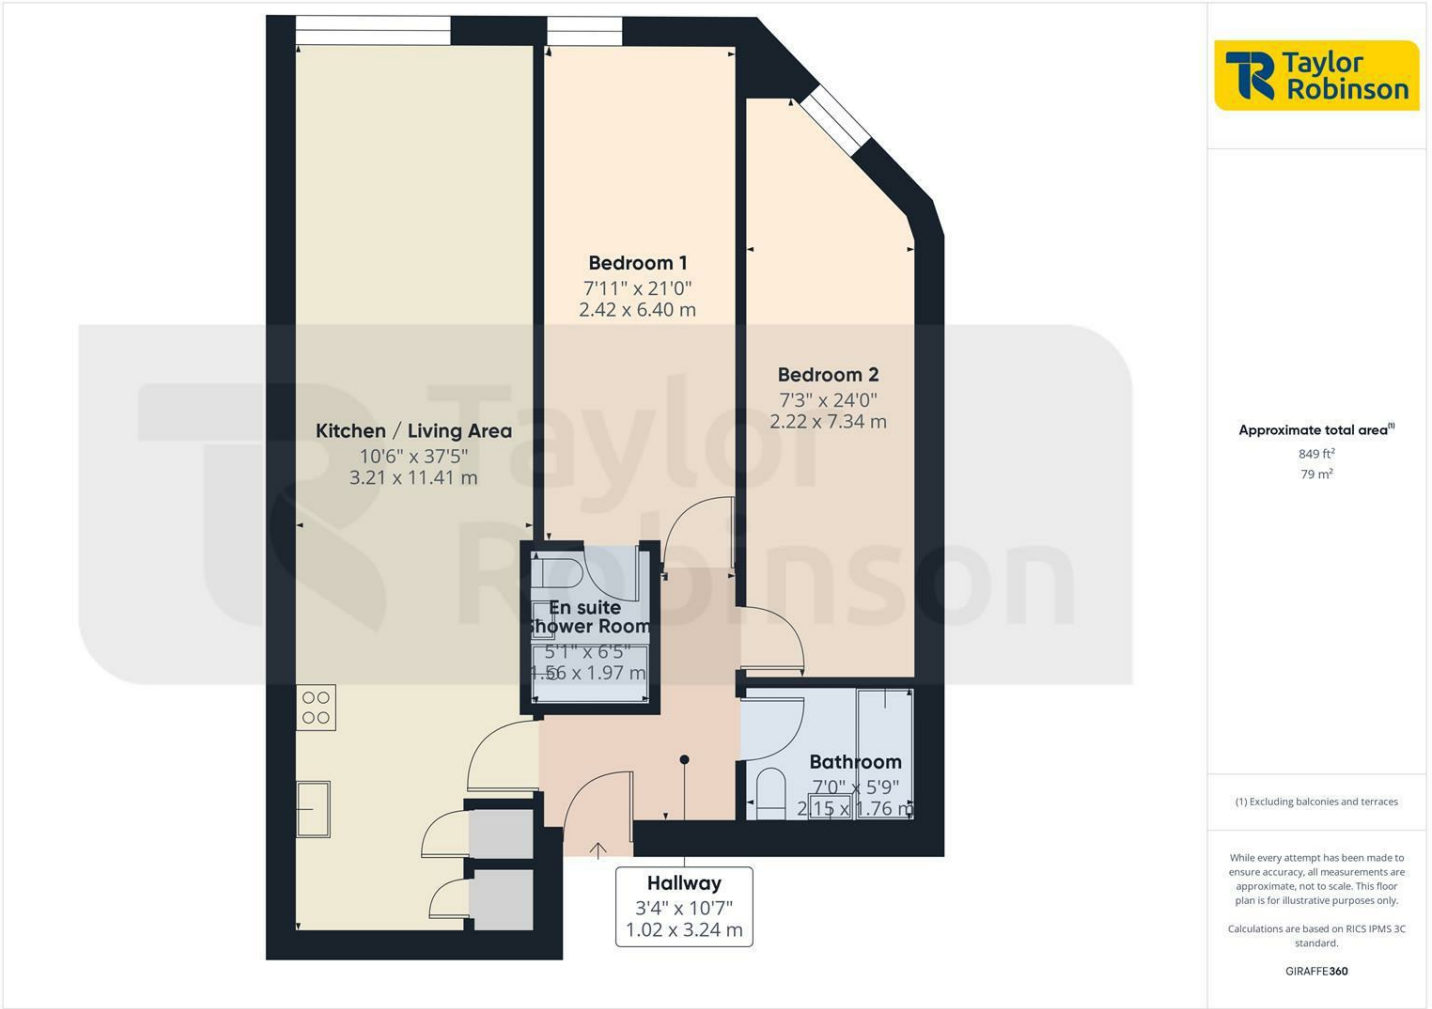 Taylor
Robinson
Bedroom 1
7'11" x 21'0"
2.42 x 6.40 m
Bedroom 2
7'3" x 24'0"
2.22 x 7.34 m
Kitchen / Living Area
10'6" x 37'5"
3.21 x 11.41 m
Taylor
Robinson
En suite
Shower Room
5'1" x 6'5"
1.56 x 1.97 m
Bathroom
7'0" x 5'9"
2.15 x 1.76 m
Hallway
3'4" x 10'7"
1.02 x 3.24 m
Approximate total area(1)
849 ft²
79 m²
(1) Excluding balconies and terraces
While every attempt has been made to
ensure accuracy, all measurements are
approximate, not to scale. This floor
plan is for illustrative purposes only.
Calculations are based on RICS IPMS 3C
standard.
GIRAFFE360